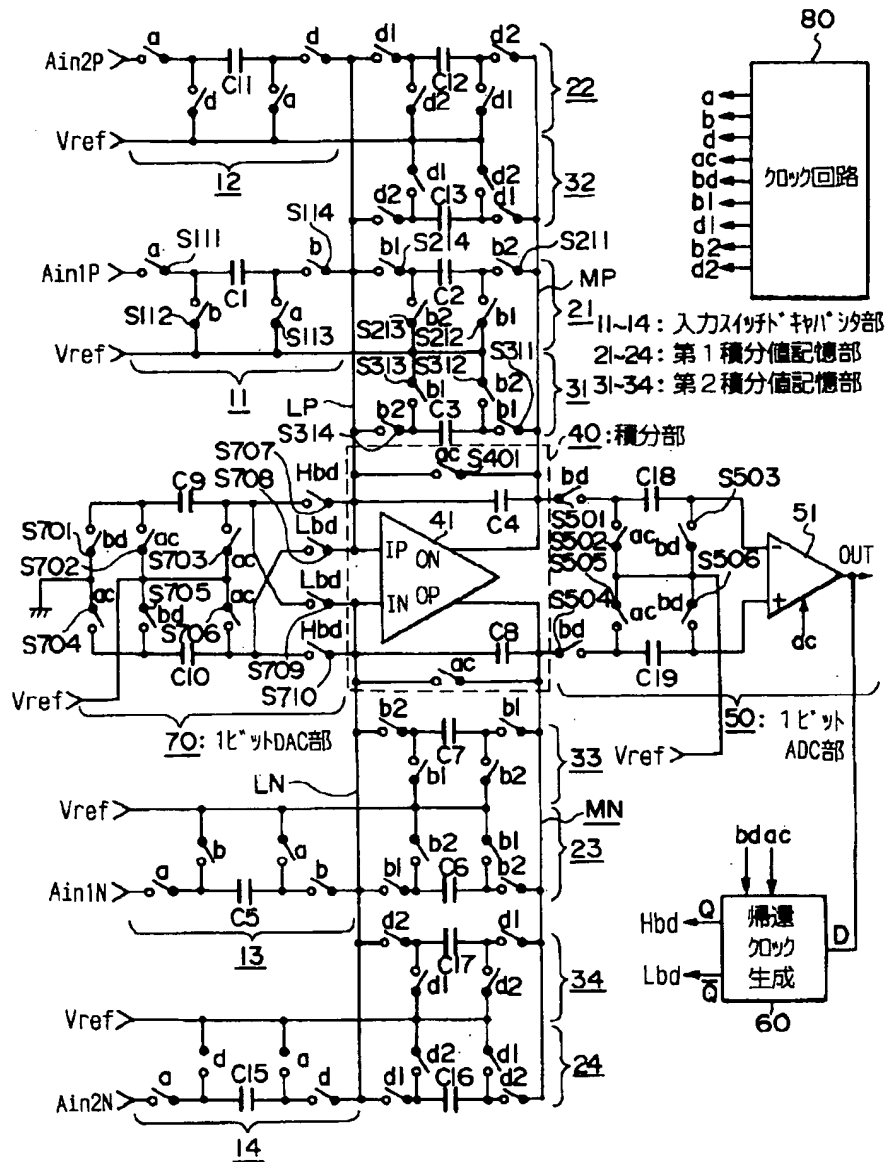 80
Ain2P a C11 d d1 C12 d2
d a d2 d1 22
Vref
12
d1 d2 32
d2 C13 d1
a
b
d
ac
bd
b1
d1
b2
d2
クロック回路
Ain1P a S111 C1 b S114 b1 S214 C2 b2 S211
S112 b a S113 S213 b2 S212 b1 MP 21
Vref
11
S313 b1 S312 b2 S311 31
LP b2 C3 b1
S314
11~14: 入力スイッチドキャパシタ部
21~24: 第1積分値記憶部
31~34: 第2積分値記憶部
40: 積分部
ac S401
S707 Hbd
S708
C9 C4 bd C18 S503
S701 bd ac Lbd 41 S501 51
S702 S703 ac IP ON S502 ac bd OUT
S705 Lbd IN OP S505 S506 -
ac bd ac S504 ac bd +
S704 S706 Hbd C8 bd ac
C10 S709 C19
S710 ac
Vref
70: 1ビットDAC部
50: 1ビット
ADC部
Vref
b2 C7 b1
b1 b2 33
LN
Vref
MN
b a b2 b1 23
Ain1N a C5 b b1 C6 b2
13
d2 C17 d1
d1 d2 34
Vref
d a d2 d1 24
Ain2N a C15 d d1 C16 d2
14
bd ac
Hbd Q 帰還
クロック D
Lbd Q̄ 生成
60